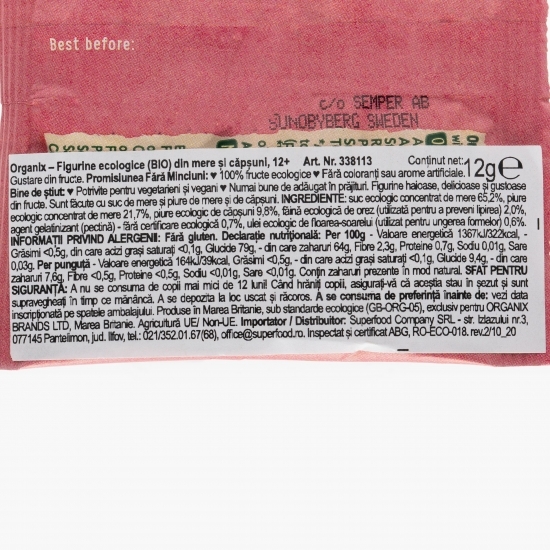 Best before:
c/o SEMPER AB
SUNDBYBERG SWEDEN
Organix – Figurine ecologice (BIO) din mere și căpșuni, 12+ Art. Nr. 338113 Conținut net: 12g ℮
Gustare din fructe. Promisiunea Fără Minciuni: ♥ 100% fructe ecologice ♥ Fără coloranți sau arome artificiale.
Bine de știut: ♥ Potrivite pentru vegetarieni și vegani ♥ Numai bune de adăugat în prăjituri. Figurine haioase, delicioase și gustoase
din fructe. Sunt făcute cu suc de mere și piure de mere și de căpșuni. INGREDIENTE: suc ecologic concentrat de mere 65,2%, piure
ecologic concentrat de mere 21,7%, piure ecologic de căpșuni 9,8%, făină ecologică de orez (utilizată pentru a preveni lipirea) 2,0%,
agent gelatinizant (pectină) - fără certificare ecologică 0,7%, ulei ecologic de floarea-soarelui (utilizat pentru ungerea formelor) 0,6%.
INFORMAȚII PRIVIND ALERGENII: Fără gluten. Declarație nutrițională: Per 100g - Valoare energetică 1367kJ/322kcal, -
Grăsimi <0,5g, din care acizi grași saturați <0,1g, Glucide 79g, - din care zaharuri 64g, Fibre 2,3g, Proteine 0,7g, Sodiu 0,01g, Sare
0,03g. Per punguță - Valoare energetică 164kJ/39kcal, Grăsimi <0,5g, - din care acizi grași saturați <0,1g, Glucide 9,4g, - din care
zaharuri 7,6g, Fibre <0,5g, Proteine <0,5g, Sodiu <0,01g, Sare <0,01g. Conțin zaharuri prezente în mod natural. SFAT PENTRU
SIGURANȚA: A nu se consuma de copii mai mici de 12 luni! Când hrăniți copiii, asigurați-vă că aceștia stau în șezut și sunt
supravegheați în timp ce mănâncă. A se depozita la loc uscat și răcoros. A se consuma de preferință înainte de: vezi data
inscripționată pe spatele ambalajului. Produse în Marea Britanie, sub standarde ecologice (GB-ORG-05), exclusiv pentru ORGANIX
BRANDS LTD, Marea Britanie. Agricultură UE/ Non-UE. Importator / Distribuitor: Superfood Company SRL - str. Izlazului nr.3,
077145 Pantelimon, jud. Ilfov, tel.: 021/352.01.67(68), office@superfood.ro. Inspectat și certificat ABG, RO-ECO-018. rev.2/10_20